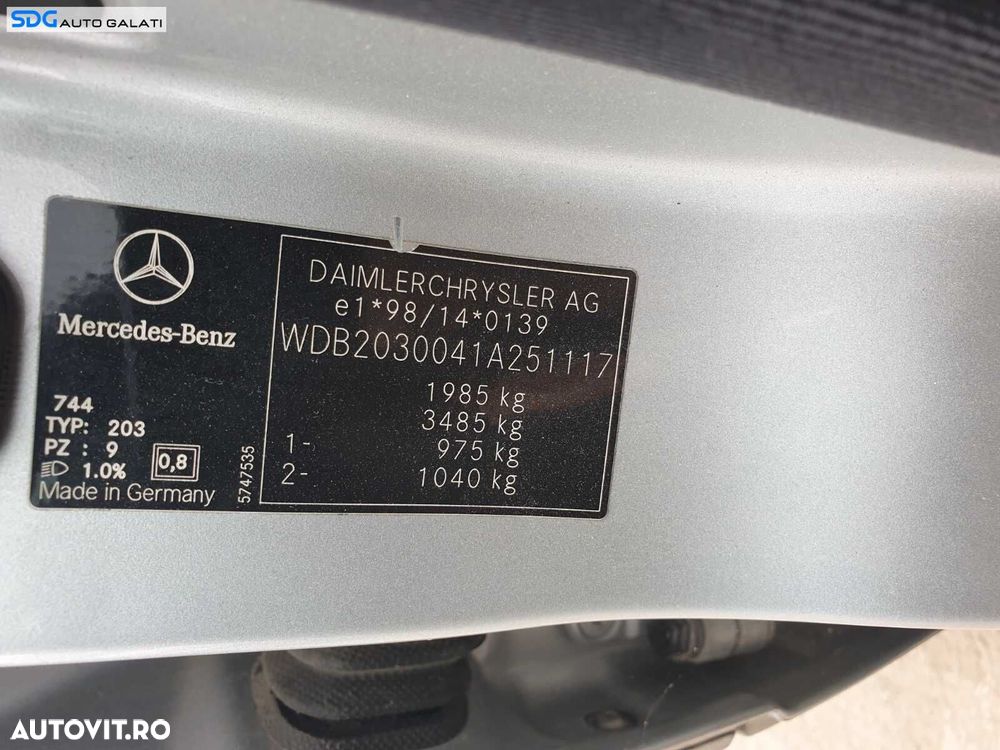 SDG AUTO GALATI
Mercedes-Benz
744
TYP: 203
PZ : 9
1.0% 0,8
Made in Germany
5747535
DAIMLERCHRYSLER AG
e1*98/14*0139
WDB2030041A251117
1985 kg
3485 kg
1- 975 kg
2- 1040 kg
AUTOVIT.RO